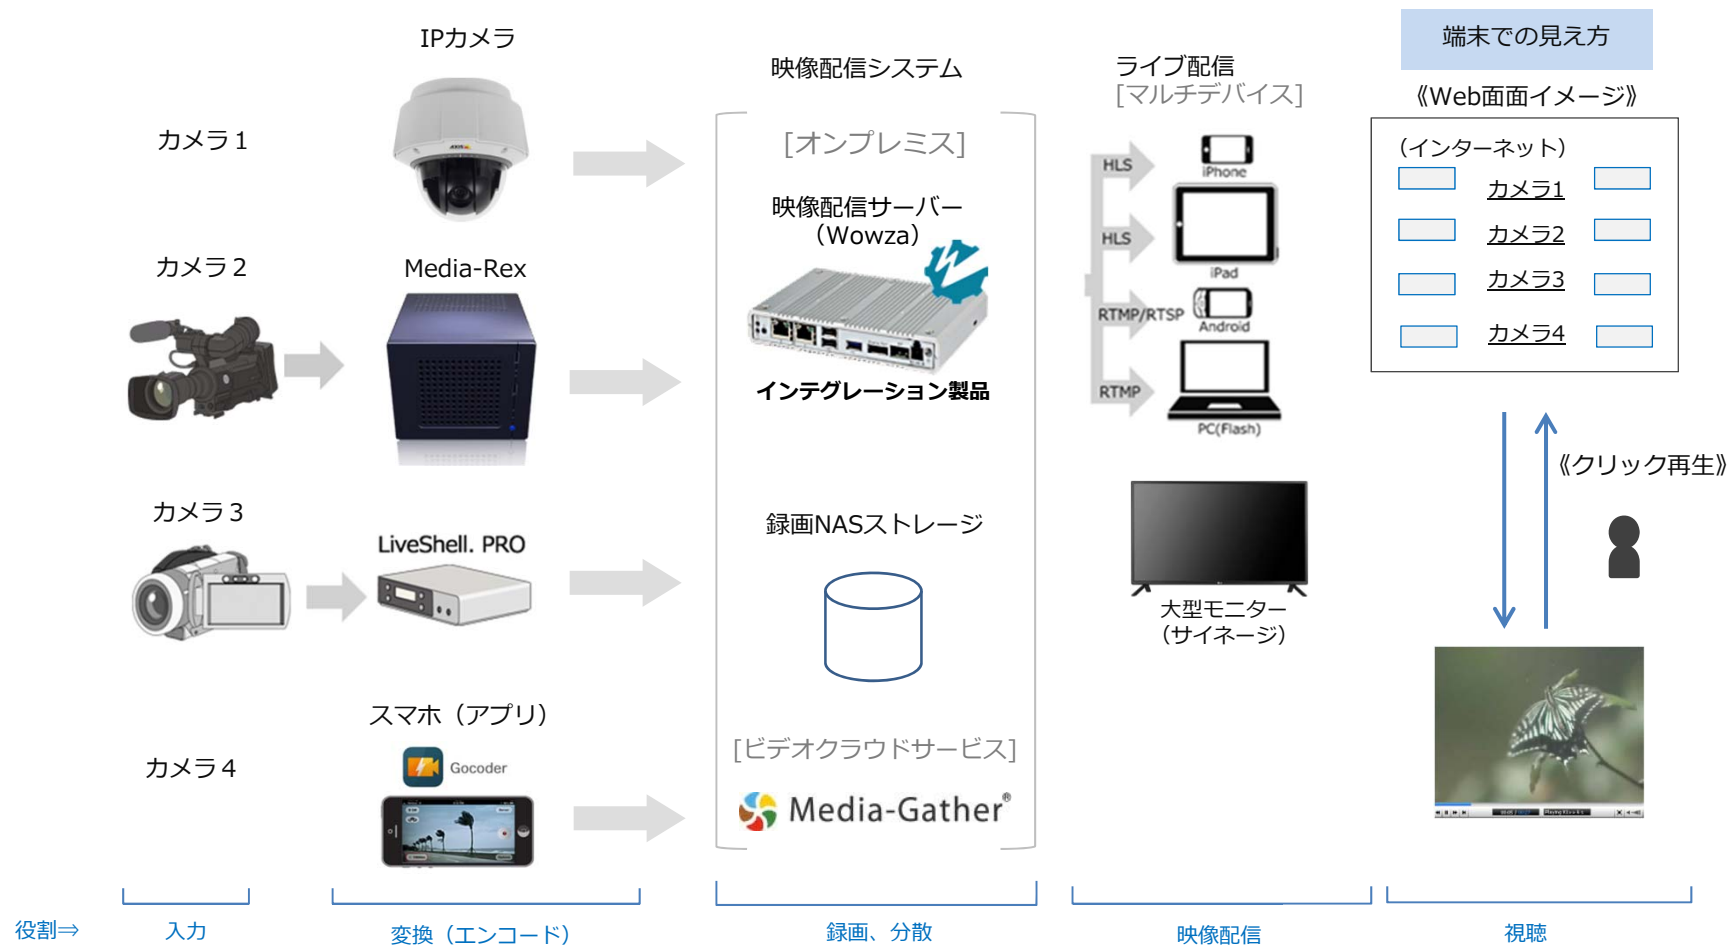 IPカメラ
カメラ１
AXIS
カメラ２
Media-Rex
カメラ３
LiveShell. PRO
スマホ（アプリ）
カメラ４
Gocoder
映像配信システム
[オンプレミス]
映像配信サーバー
（Wowza）
インテグレーション製品
録画NASストレージ
[ビデオクラウドサービス]
Media-Gather®
ライブ配信
[マルチデバイス]
HLS
iPhone
HLS
iPad
RTMP/RTSP
Android
RTMP
PC(Flash)
大型モニター
（サイネージ）
端末での見え方
《Web面面イメージ》
（インターネット）
カメラ1
カメラ2
カメラ3
カメラ4
《クリック再生》
役割⇒
入力
変換（エンコード）
録画、分散
映像配信
視聴